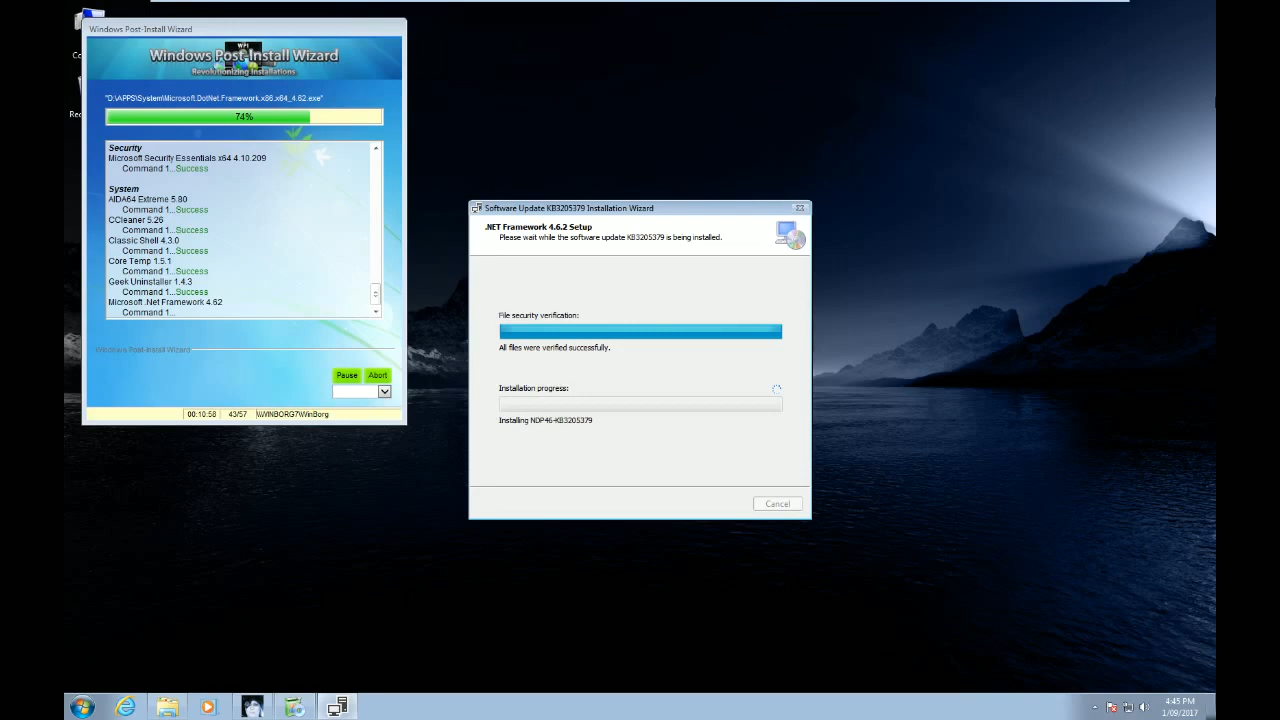 Windows Post-Install Wizard
WPI
Windows Post-Install Wizard
Revolutionizing Installations
"D:\APPS\System\Microsoft.DotNet.Framework.x86.x64_4.62.exe"
74%
Security
Microsoft Security Essentials x64 4.10.209
Command 1...Success
System
AIDA64 Extreme 5.80
Command 1...Success
CCleaner 5.26
Command 1...Success
Classic Shell 4.3.0
Command 1...Success
Core Temp 1.5.1
Command 1...Success
Geek Uninstaller 1.4.3
Command 1...Success
Microsoft .Net Framework 4.62
Command 1...
Windows Post-Install Wizard
Pause Abort
00:10:58 43/57 \\WINBORG7\WinBorg
Software Update KB3205379 Installation Wizard
.NET Framework 4.6.2 Setup
Please wait while the software update KB3205379 is being installed.
File security verification:
All files were verified successfully.
Installation progress:
Installing NDP46-KB3205379
Cancel
4:45 PM
1/09/2017